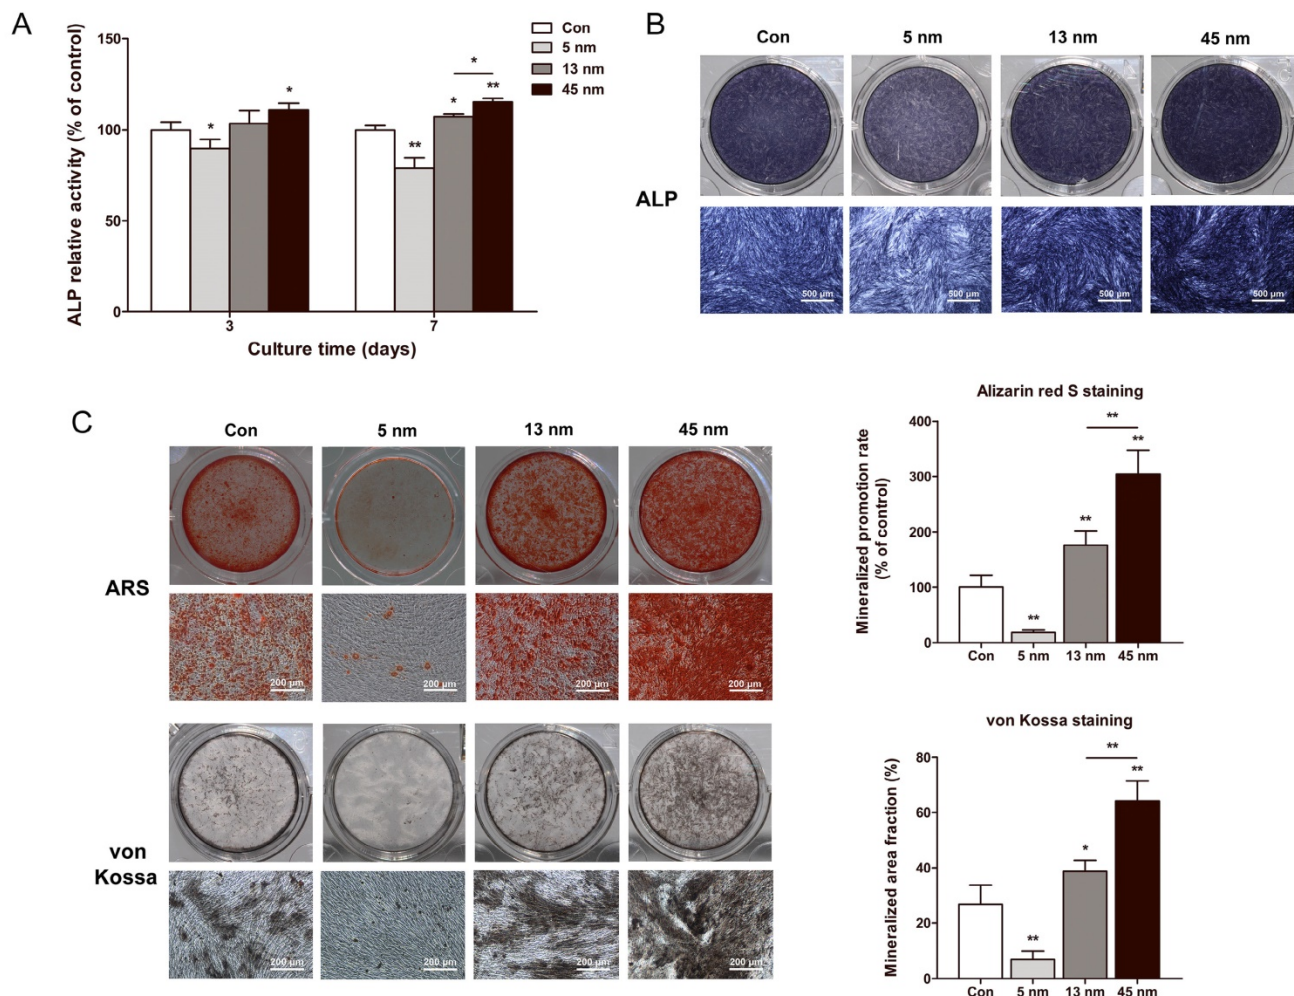 A
ALP relative activity (% of control)
150
100
50
0
3
7
Culture time (days)
Con
5 nm
13 nm
45 nm
*
*
**
*
*
**
B
Con
5 nm
13 nm
45 nm
ALP
500 µm
500 µm
500 µm
500 µm
C
Con
5 nm
13 nm
45 nm
ARS
200 µm
200 µm
200 µm
200 µm
von
Kossa
200 µm
200 µm
200 µm
200 µm
Alizarin red S staining
Mineralized promotion rate
(% of control)
400
300
200
100
0
**
**
**
**
Con
5 nm
13 nm
45 nm
von Kossa staining
Mineralized area fraction (%)
80
60
40
20
0
**
*
**
**
Con
5 nm
13 nm
45 nm